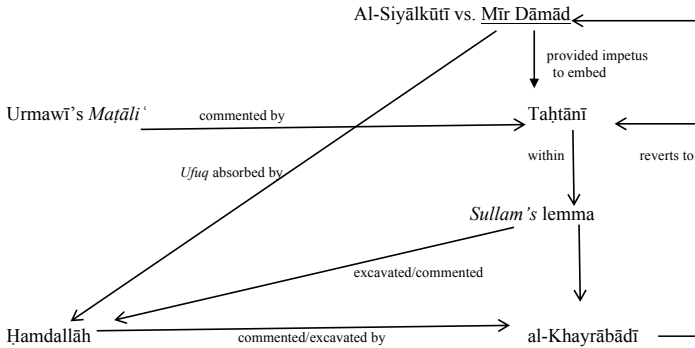 Al-Siyālkūtī vs. Mīr Dāmād
provided impetus
to embed
Urmawī's Maṭāliʿ
commented by
Taḥtānī
Ufuq absorbed by
within
reverts to
Sullam's lemma
excavated/commented
Ḥamdallāh
commented/excavated by
al-Khayrābādī